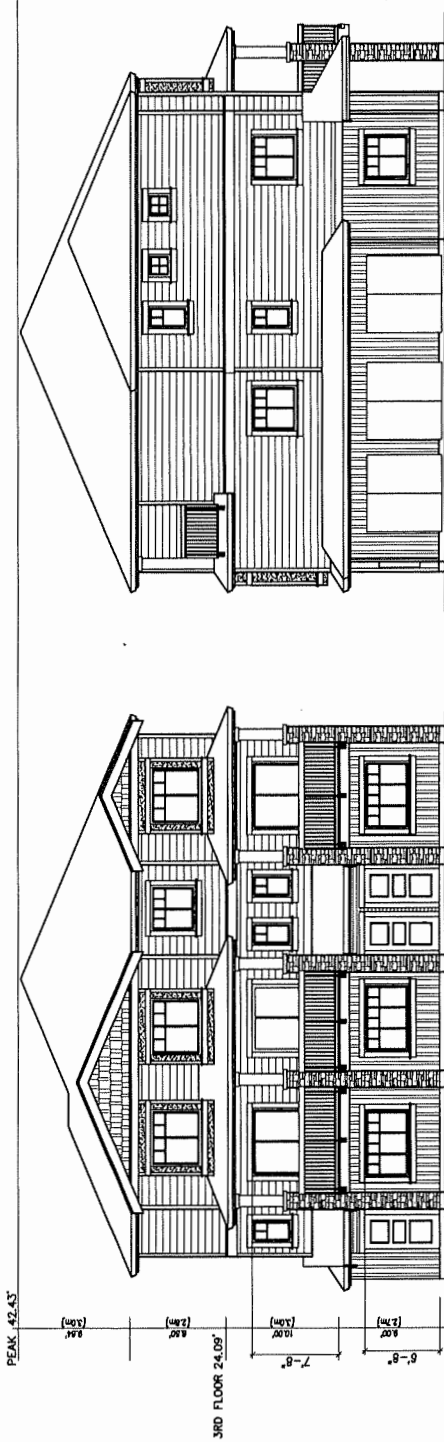 PEAK 42.43'
9.84'
[3.0m]
8.50'
[2.6m]
3RD FLOOR 24.09'
10.00'
[3.0m]
7'-8"
9.00'
[2.7m]
6'-8"